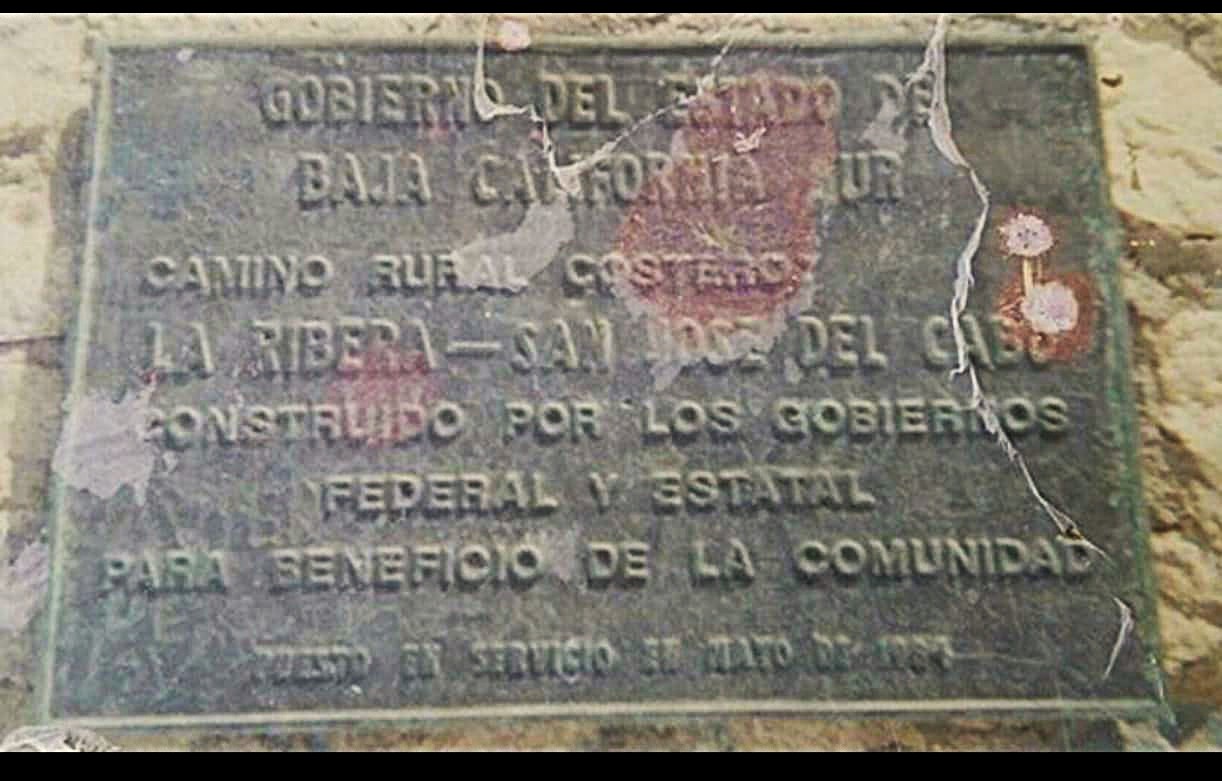 GOBIERNO DEL ESTADO DE
BAJA CALIFORNIA SUR
CAMINO RURAL COSTERO
LA RIBERA — SAN JOSE DEL CABO
CONSTRUIDO POR LOS GOBIERNOS
FEDERAL Y ESTATAL
PARA BENEFICIO DE LA COMUNIDAD
PUESTO EN SERVICIO EN MAYO DE